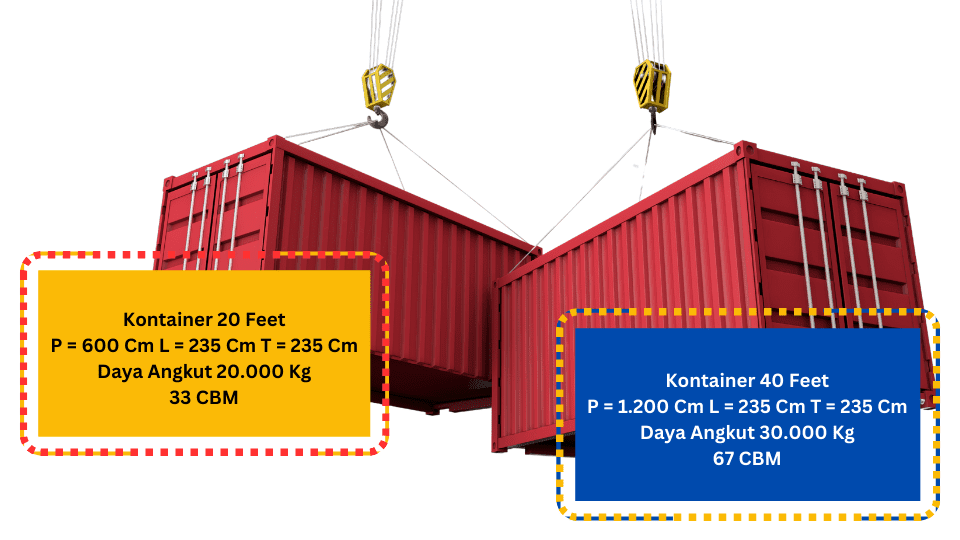 Kontainer 20 Feet
P = 600 Cm L = 235 Cm T = 235 Cm
Daya Angkut 20.000 Kg
33 CBM
Kontainer 40 Feet
P = 1.200 Cm L = 235 Cm T = 235 Cm
Daya Angkut 30.000 Kg
67 CBM